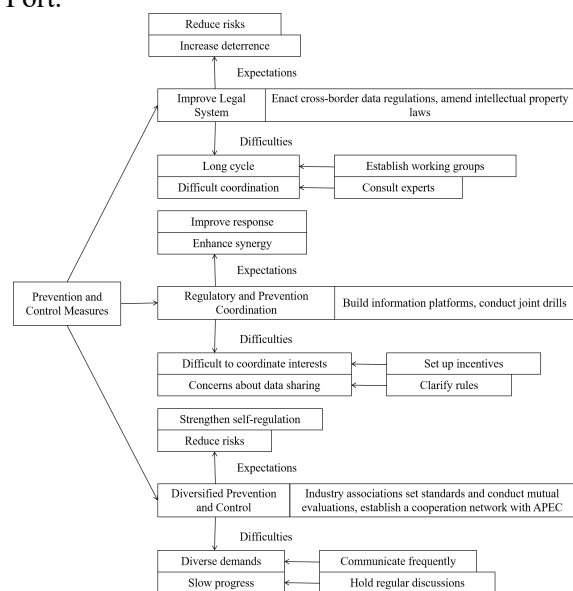 Port.
Reduce risks
Increase deterrence
Expectations
Improve Legal
System
Enact cross-border data regulations, amend intellectual property
laws
Difficulties
Long cycle
Establish working groups
Difficult coordination
Consult experts
Improve response
Enhance synergy
Expectations
Prevention and
Control Measures
Regulatory and Prevention
Coordination
Build information platforms, conduct joint drills
Difficulties
Difficult to coordinate interests
Set up incentives
Concerns about data sharing
Clarify rules
Strengthen self-regulation
Reduce risks
Expectations
Diversified Prevention
and Control
Industry associations set standards and conduct mutual
evaluations, establish a cooperation network with APEC
Difficulties
Diverse demands
Communicate frequently
Slow progress
Hold regular discussions